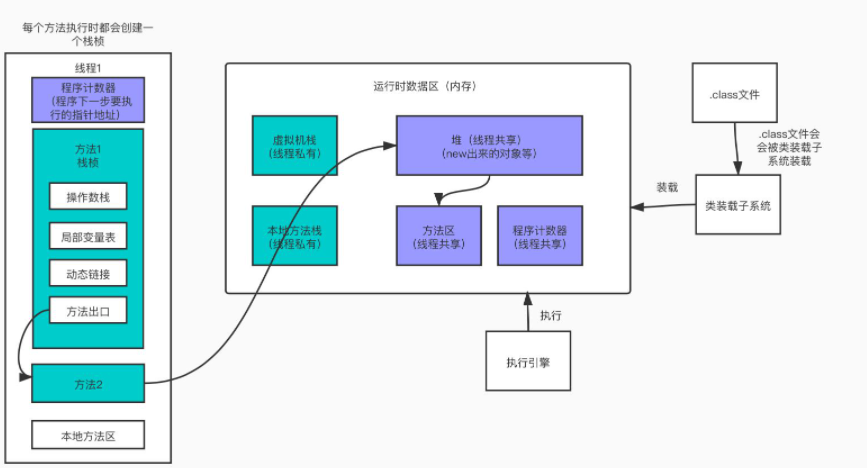 每个方法执行时都会创建一
个栈桢
线程1
程序计数器
（程序下一步要执
行的指针地址）
方法1
栈桢
操作数栈
局部变量表
动态链接
方法出口
方法2
本地方法区
运行时数据区（内存）
虚拟机栈
（线程私有）
堆（线程共享）
（new出来的对象等）
本地方法栈
（线程私有）
方法区
（线程共享）
程序计数器
（线程共享）
执行
执行引擎
装载
.class文件
.class文件会
会被类装载子
系统装载
类装载子系统